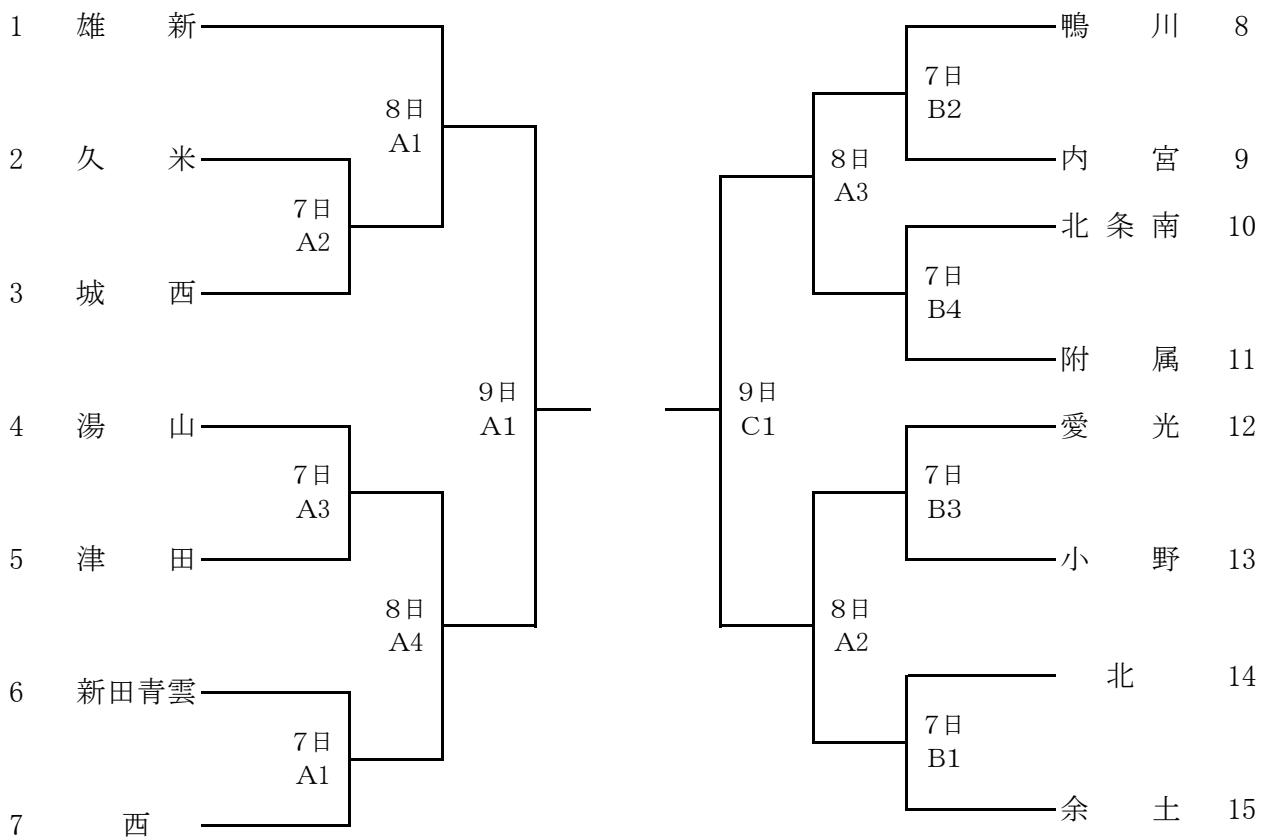 1 雄 新
8日
A1
2 久 米
7日
A2
3 城 西
9日
A1
4 湯 山
7日
A3
5 津 田
8日
A4
6 新田青雲
7日
A1
7 西
鴨 川 8
7日
B2
内 宮 9
8日
A3
北 条 南 10
7日
B4
附 属 11
9日
C1
愛 光 12
7日
B3
小 野 13
8日
A2
北 14
7日
B1
余 土 15